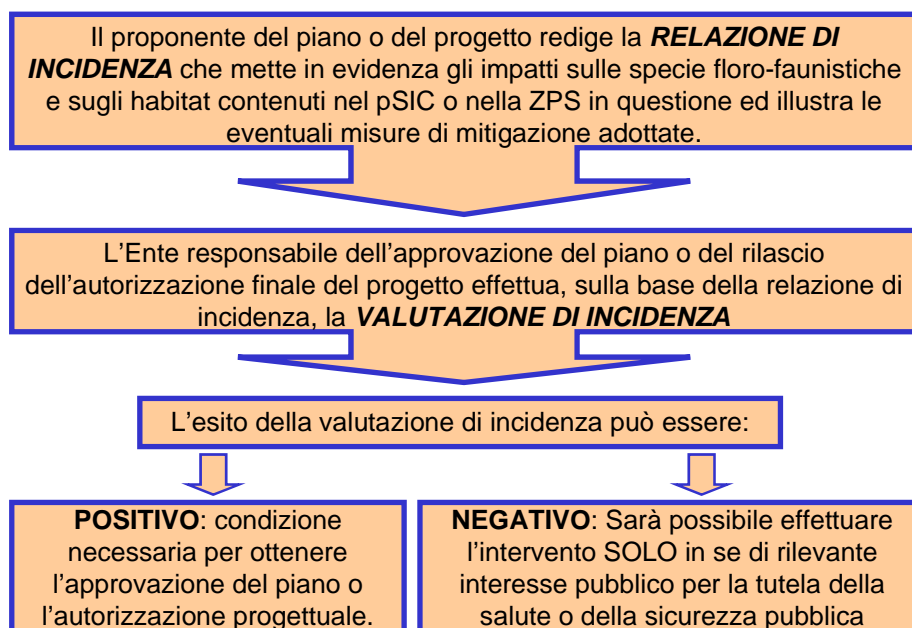 Il proponente del piano o del progetto redige la RELAZIONE DI
INCIDENZA che mette in evidenza gli impatti sulle specie floro-faunistiche
e sugli habitat contenuti nel pSIC o nella ZPS in questione ed illustra le
eventuali misure di mitigazione adottate.
L'Ente responsabile dell'approvazione del piano o del rilascio
dell'autorizzazione finale del progetto effettua, sulla base della relazione di
incidenza, la VALUTAZIONE DI INCIDENZA
L'esito della valutazione di incidenza può essere:
POSITIVO: condizione
necessaria per ottenere
l'approvazione del piano o
l'autorizzazione progettuale.
NEGATIVO: Sarà possibile effettuare
l'intervento SOLO in se di rilevante
interesse pubblico per la tutela della
salute o della sicurezza pubblica